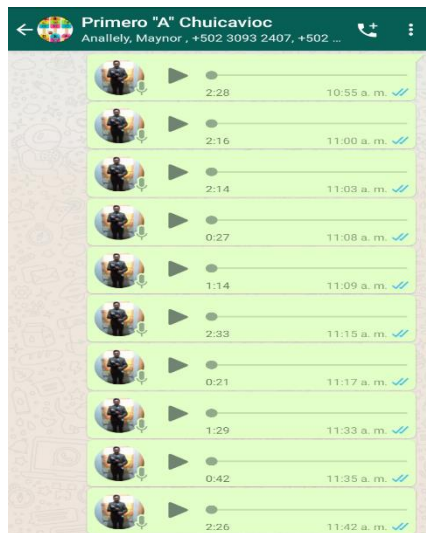 Primero "A" Chuicavioc
Anallely, Maynor , +502 3093 2407, +502 ...
2:28 10:55 a. m.
2:16 11:00 a. m.
2:14 11:03 a. m.
0:27 11:08 a. m.
1:14 11:09 a. m.
2:33 11:15 a. m.
0:21 11:17 a. m.
1:29 11:33 a. m.
0:42 11:35 a. m.
2:26 11:42 a. m.